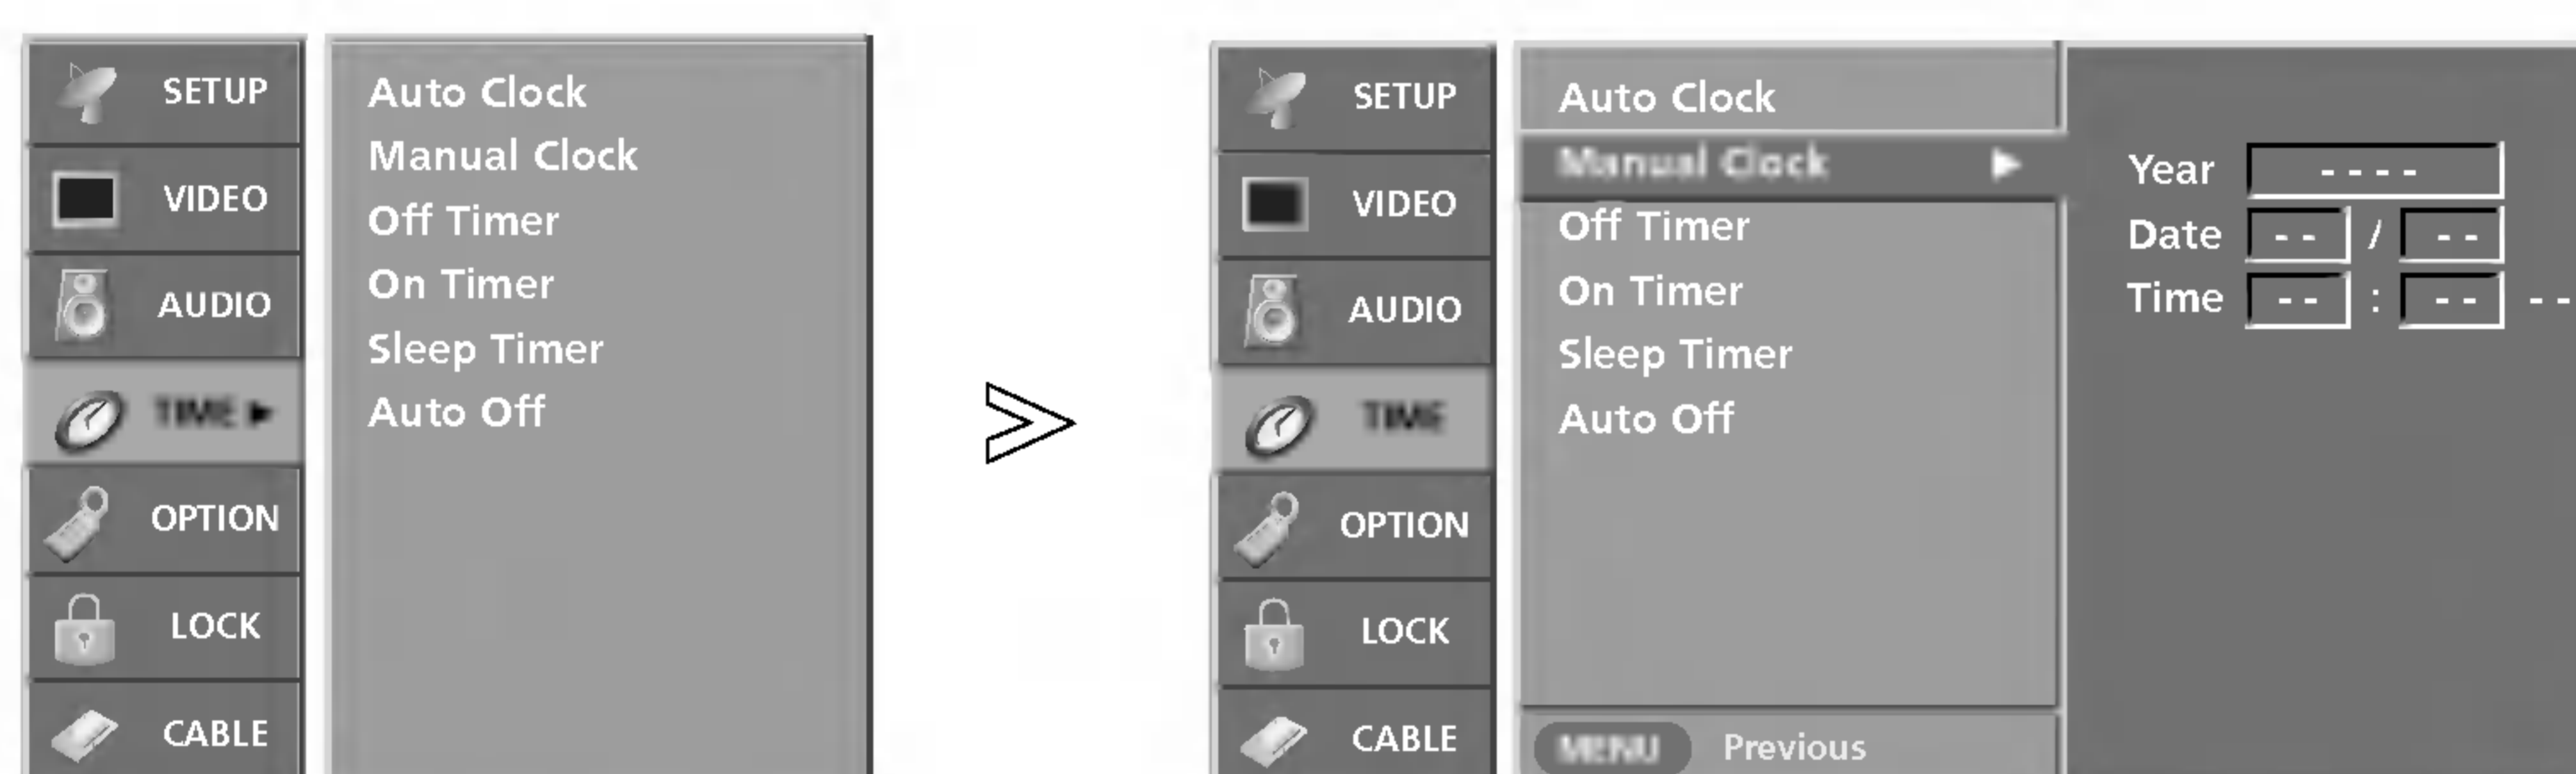 SETUP
VIDEO
AUDIO
TIME ►
OPTION
LOCK
CABLE
Auto Clock
Manual Clock
Off Timer
On Timer
Sleep Timer
Auto Off
SETUP
VIDEO
AUDIO
TIME
OPTION
LOCK
CABLE
Auto Clock
Manual Clock ►
Off Timer
On Timer
Sleep Timer
Auto Off
MENU Previous
Year - - - -
Date - - / - -
Time - - : - - - -